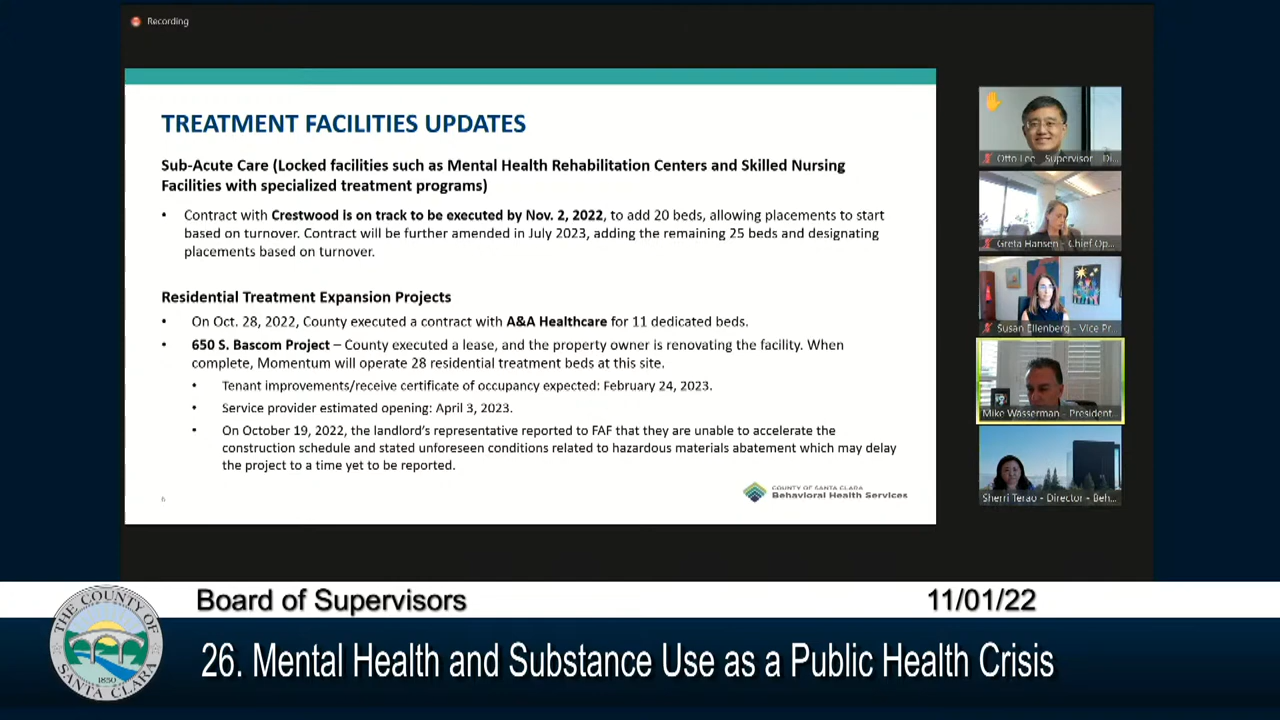 Recording
TREATMENT FACILITIES UPDATES
Sub-Acute Care (Locked facilities such as Mental Health Rehabilitation Centers and Skilled Nursing
Facilities with specialized treatment programs)
• Contract with Crestwood is on track to be executed by Nov. 2, 2022, to add 20 beds, allowing placements to start
based on turnover. Contract will be further amended in July 2023, adding the remaining 25 beds and designating
placements based on turnover.
Residential Treatment Expansion Projects
• On Oct. 28, 2022, County executed a contract with A&A Healthcare for 11 dedicated beds.
• 650 S. Bascom Project – County executed a lease, and the property owner is renovating the facility. When
complete, Momentum will operate 28 residential treatment beds at this site.
• Tenant improvements/receive certificate of occupancy expected: February 24, 2023.
• Service provider estimated opening: April 3, 2023.
• On October 19, 2022, the landlord's representative reported to FAF that they are unable to accelerate the
construction schedule and stated unforeseen conditions related to hazardous materials abatement which may delay
the project to a time yet to be reported.
6
COUNTY OF SANTA CLARA
Behavioral Health Services
Otto Lee - Supervisor - Di...
Greta Hansen - Chief Op...
Susan Ellenberg - Vice Pr...
Mike Wasserman - President...
Sherri Terao - Director - Beh...
THE COUNTY OF
SANTA CLARA
1850
Board of Supervisors
11/01/22
26. Mental Health and Substance Use as a Public Health Crisis